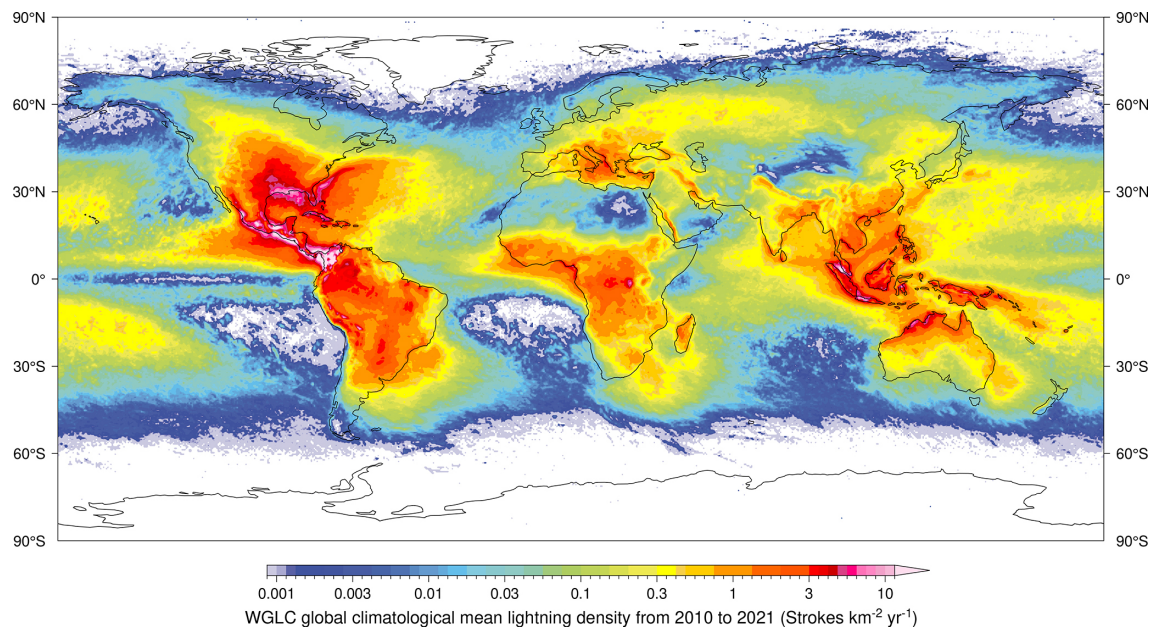 90°N 90°N
60°N 60°N
30°N 30°N
0° 0°
30°S 30°S
60°S 60°S
90°S 90°S
0.001 0.003 0.01 0.03 0.1 0.3 1 3 10
WGLC global climatological mean lightning density from 2010 to 2021 (Strokes km⁻² yr⁻¹)